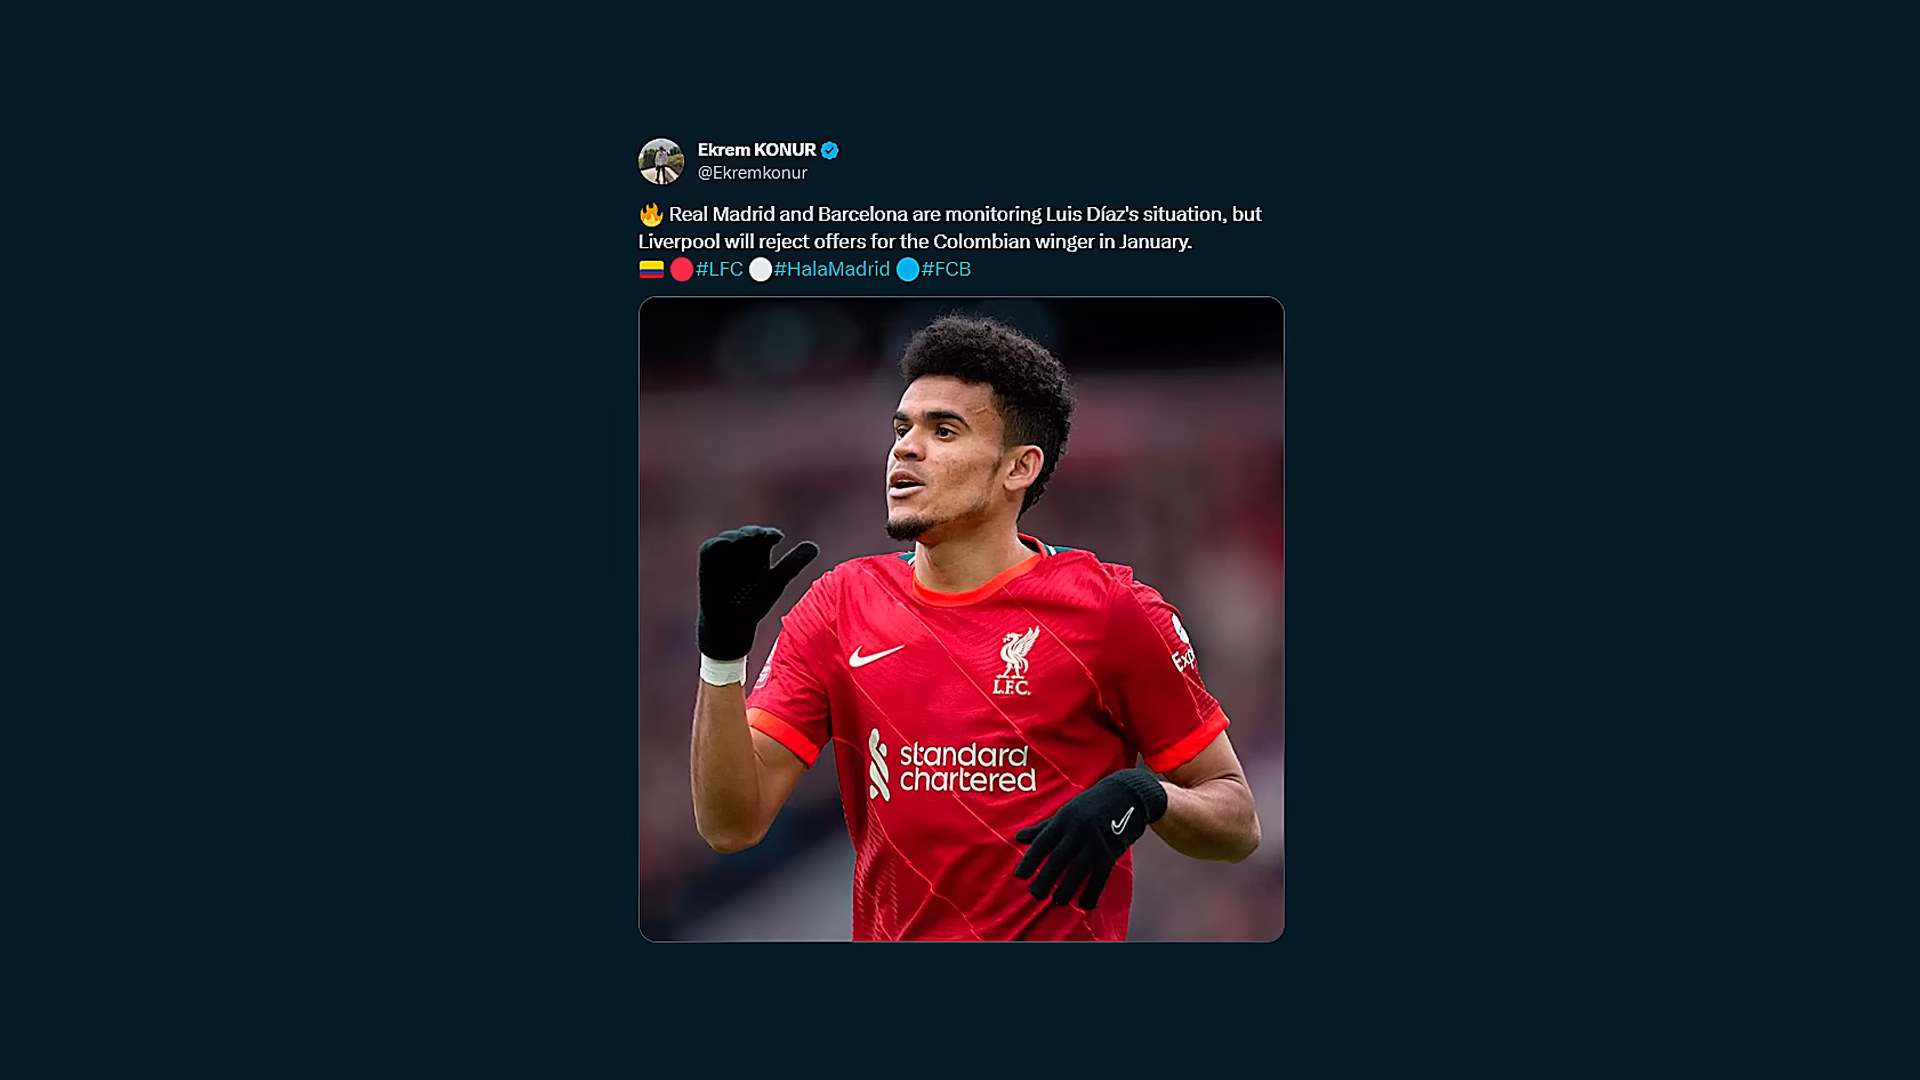 Ekrem KONUR
@Ekremkonur
🔥 Real Madrid and Barcelona are monitoring Luis Díaz's situation, but
Liverpool will reject offers for the Colombian winger in January.
🇨🇴 🔴#LFC ⚪#HalaMadrid 🔵#FCB
L.F.C.
Exp
standard
chartered